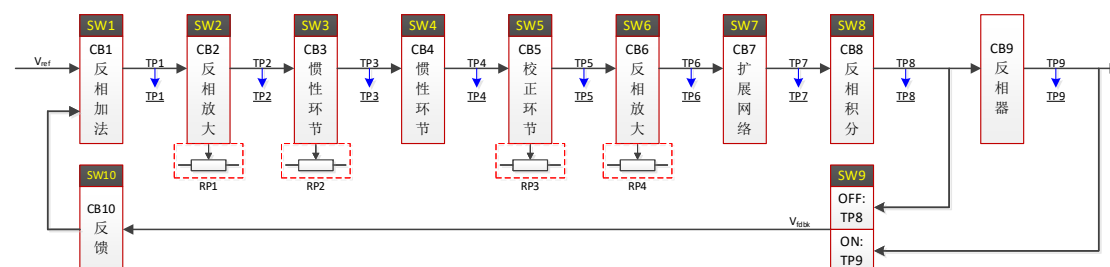 SW1 SW2 SW3 SW4 SW5 SW6 SW7 SW8
CB1 反相加法
CB2 反相放大
CB3 惯性环节
CB4 惯性环节
CB5 校正环节
CB6 反相放大
CB7 扩展网络
CB8 反相积分
CB9 反相器
Vref TP1 TP2 TP3 TP4 TP5 TP6 TP7 TP8 TP9
TP1 TP2 TP3 TP4 TP5 TP6 TP7 TP8 TP9
RP1 RP2 RP3 RP4
SW10
CB10 反馈
Vfdbk
SW9
OFF:
TP8
ON:
TP9